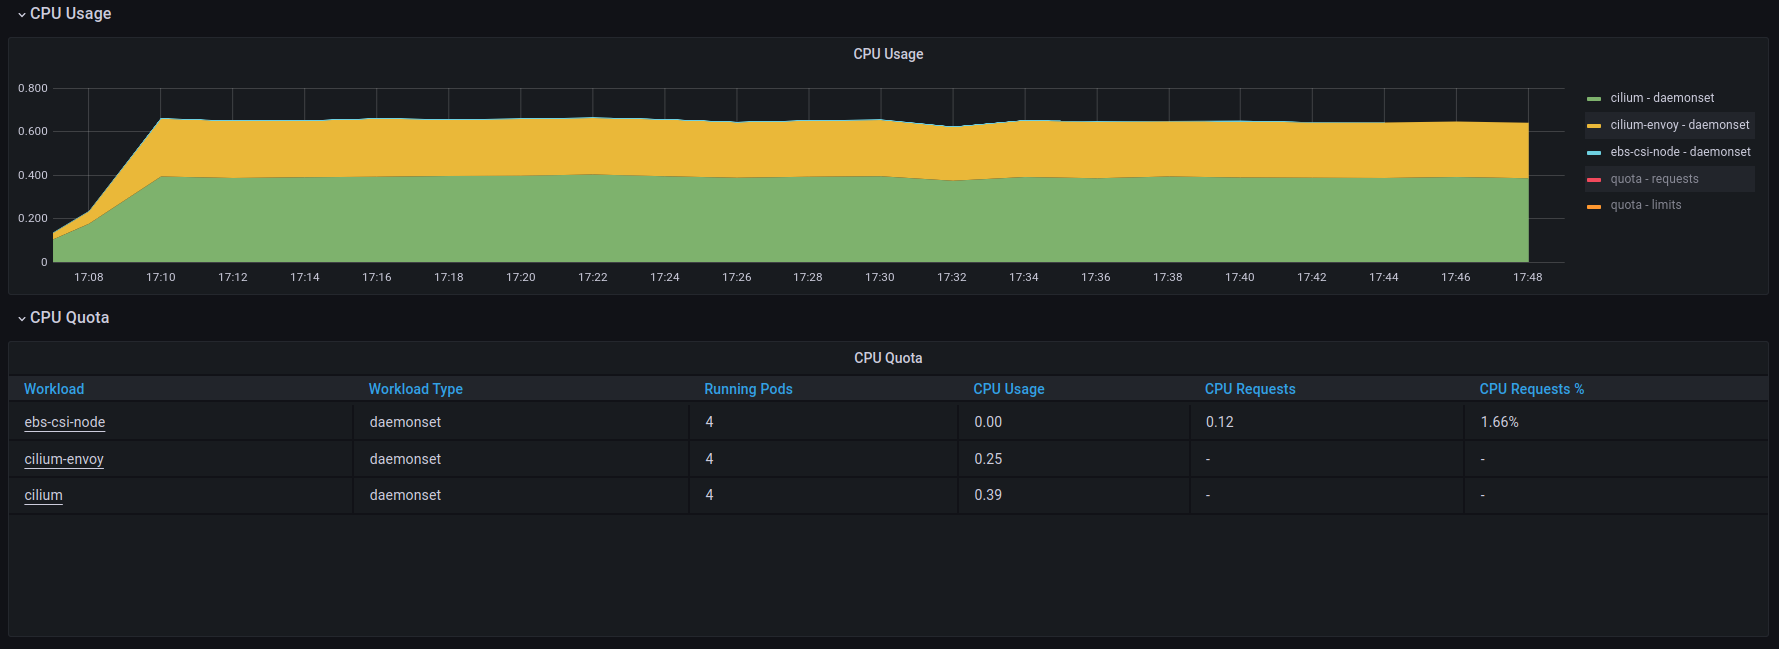 CPU Usage
CPU Usage
0.800
0.600
0.400
0.200
0
17:08 17:10 17:12 17:14 17:16 17:18 17:20 17:22 17:24 17:26 17:28 17:30 17:32 17:34 17:36 17:38 17:40 17:42 17:44 17:46 17:48
cilium - daemonset
cilium-envoy - daemonset
ebs-csi-node - daemonset
quota - requests
quota - limits
CPU Quota
CPU Quota
Workload Workload Type Running Pods CPU Usage CPU Requests CPU Requests %
ebs-csi-node daemonset 4 0.00 0.12 1.66%
cilium-envoy daemonset 4 0.25 - -
cilium daemonset 4 0.39 - -